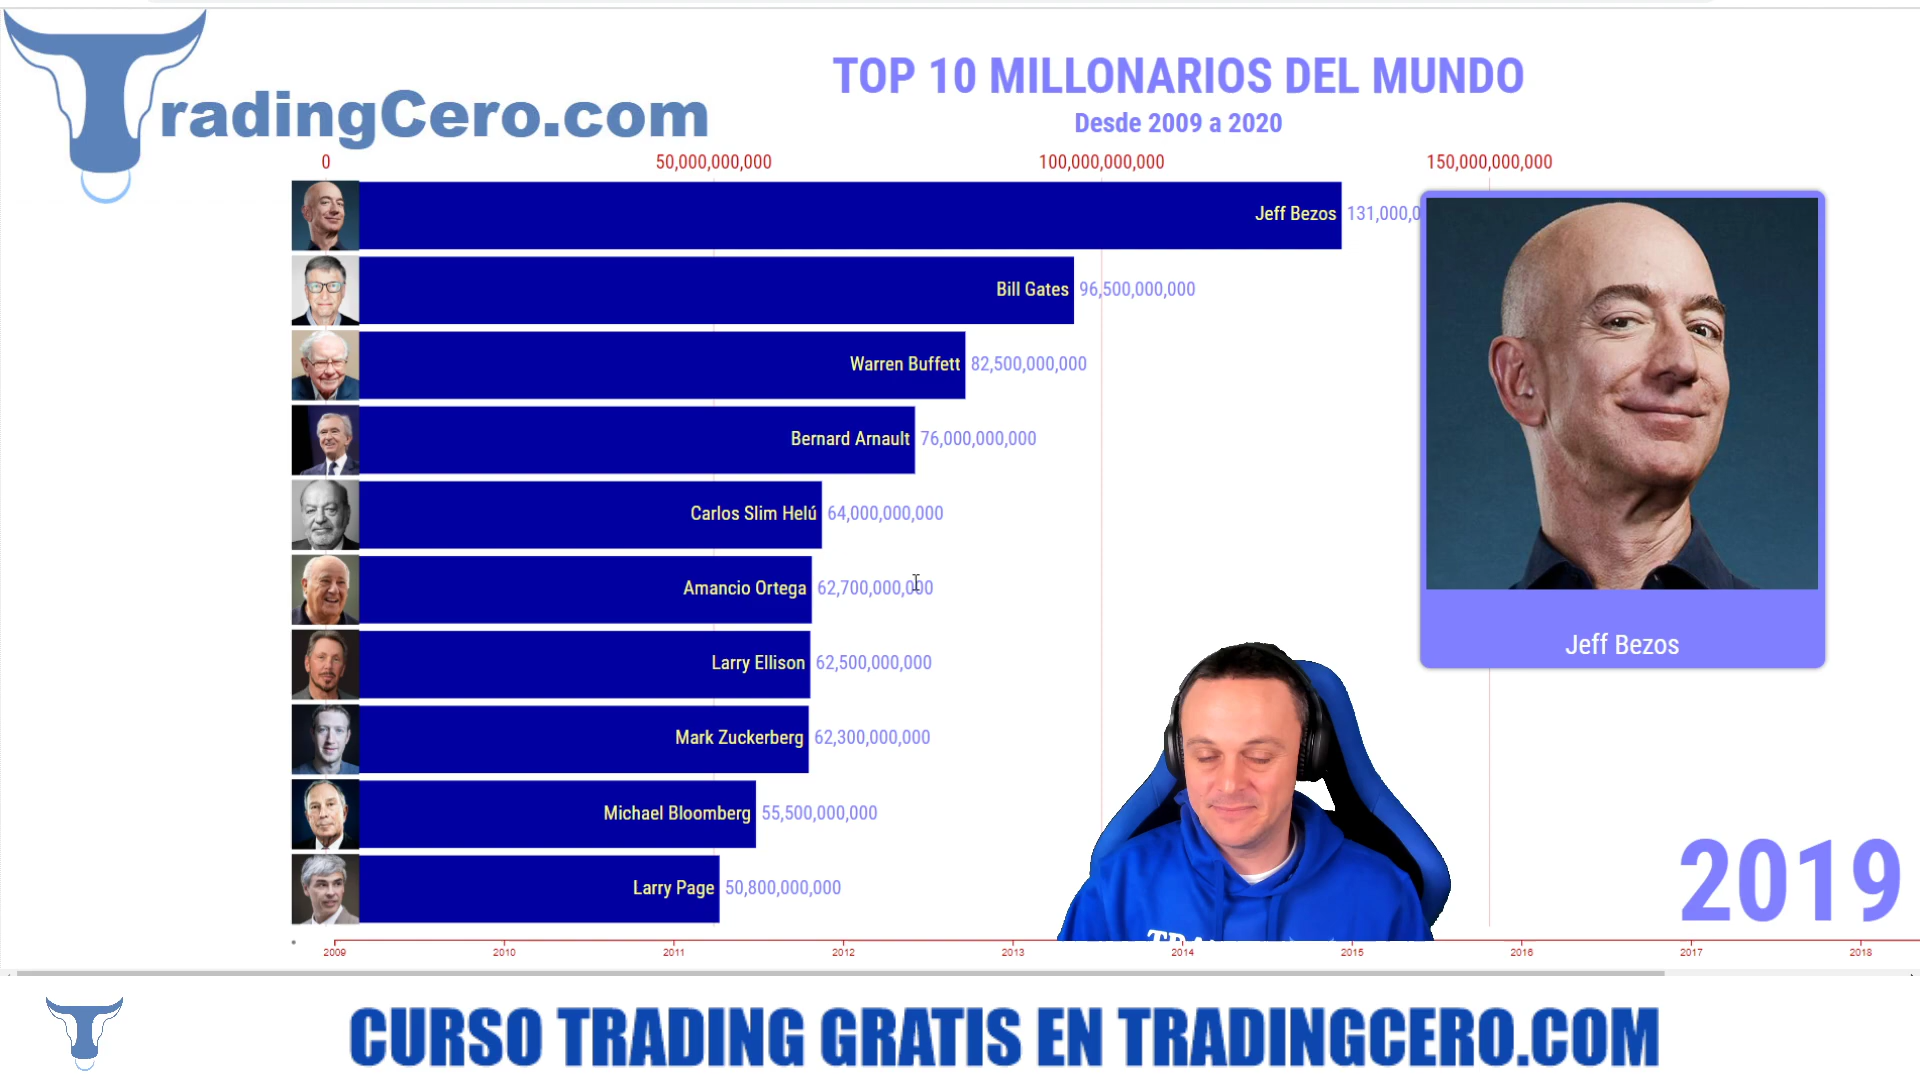 TradingCero.com
TOP 10 MILLONARIOS DEL MUNDO
Desde 2009 a 2020
0 50,000,000,000 100,000,000,000 150,000,000,000
Jeff Bezos 131,000,0
Bill Gates 96,500,000,000
Warren Buffett 82,500,000,000
Bernard Arnault 76,000,000,000
Carlos Slim Helú 64,000,000,000
Amancio Ortega 62,700,000,000
Larry Ellison 62,500,000,000
Mark Zuckerberg 62,300,000,000
Michael Bloomberg 55,500,000,000
Larry Page 50,800,000,000
Jeff Bezos
2019
2009 2010 2011 2012 2013 2014 2015 2016 2017 2018
CURSO TRADING GRATIS EN TRADINGCERO.COM